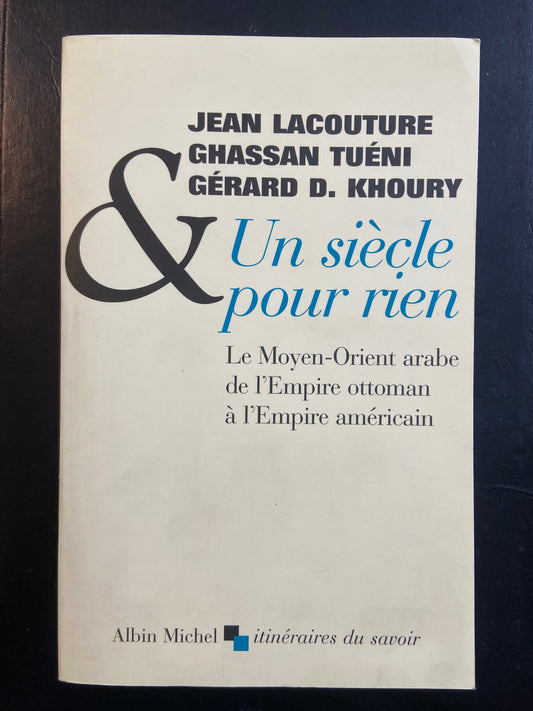 JEAN LACOUTURE
GHASSAN TUÉNI
& GÉRARD D. KHOURY
Un siècle
pour rien
Le Moyen-Orient arabe
de l'Empire ottoman
à l'Empire américain
Albin Michel itinéraires du savoir